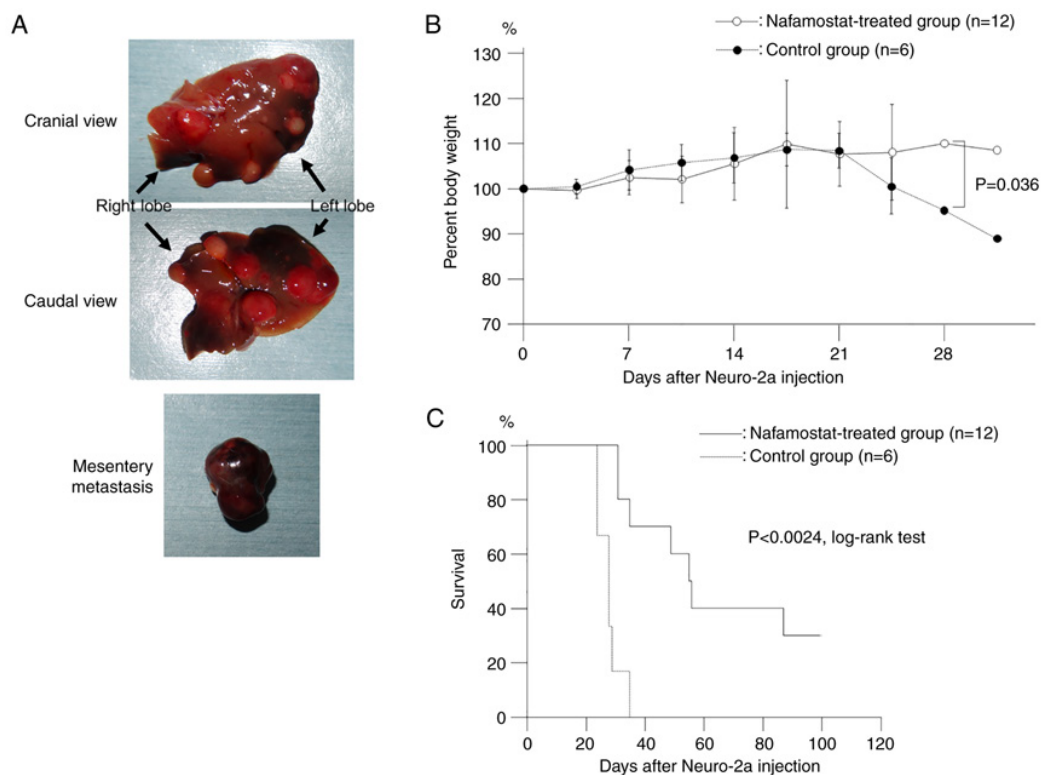 A
Cranial view
Right lobe
Left lobe
Caudal view
Mesentery
metastasis
B
%
: Nafamostat-treated group (n=12)
: Control group (n=6)
130
120
110
100
90
80
70
Percent body weight
P=0.036
0 7 14 21 28
Days after Neuro-2a injection
C
%
: Nafamostat-treated group (n=12)
: Control group (n=6)
100
80
60
40
20
0
Survival
P<0.0024, log-rank test
0 20 40 60 80 100 120
Days after Neuro-2a injection